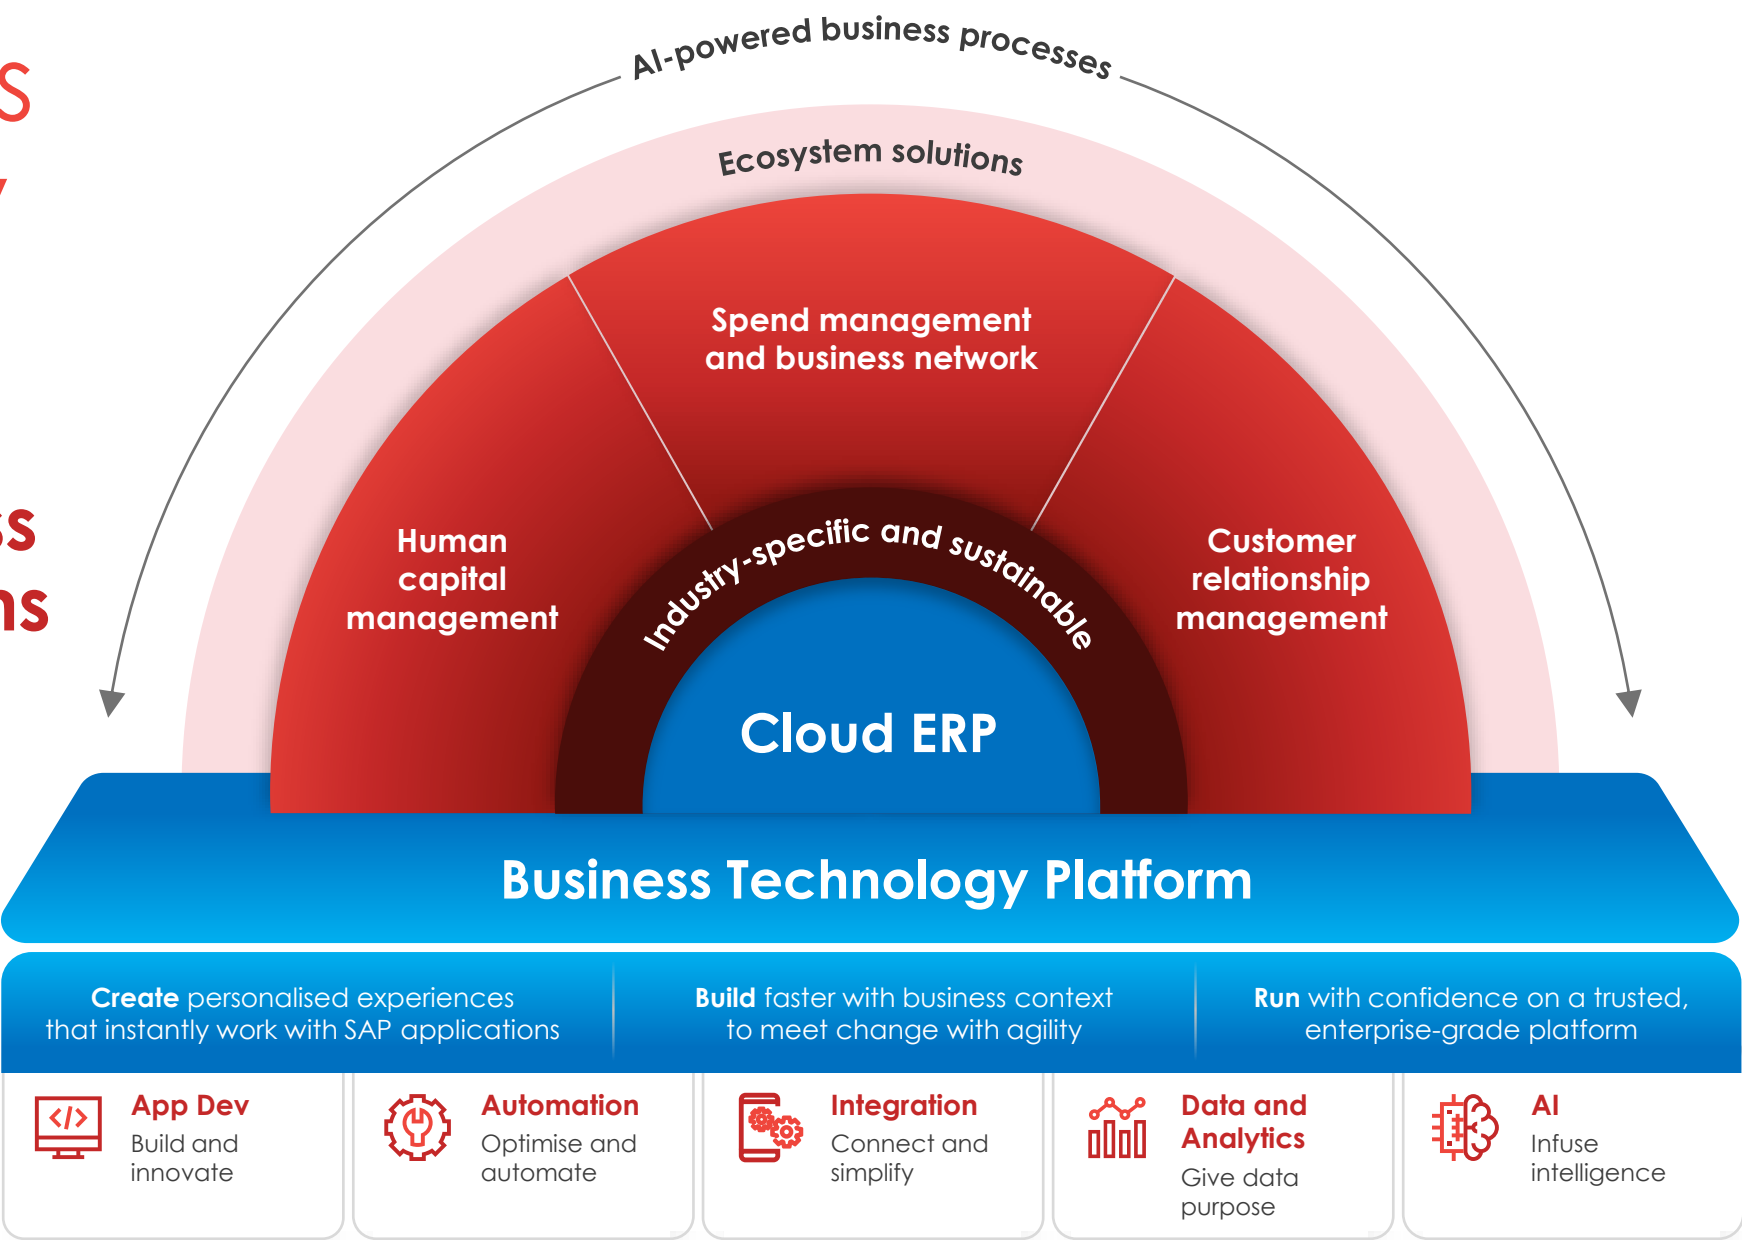 AI-powered business processes
Ecosystem solutions
Spend management
and business network
Human
capital
management
Customer
relationship
management
Industry-specific and sustainable
Cloud ERP
Business Technology Platform
Create personalised experiences
that instantly work with SAP applications
Build faster with business context
to meet change with agility
Run with confidence on a trusted,
enterprise-grade platform
App Dev
Build and
innovate
Automation
Optimise and
automate
Integration
Connect and
simplify
Data and
Analytics
Give data
purpose
AI
Infuse
intelligence